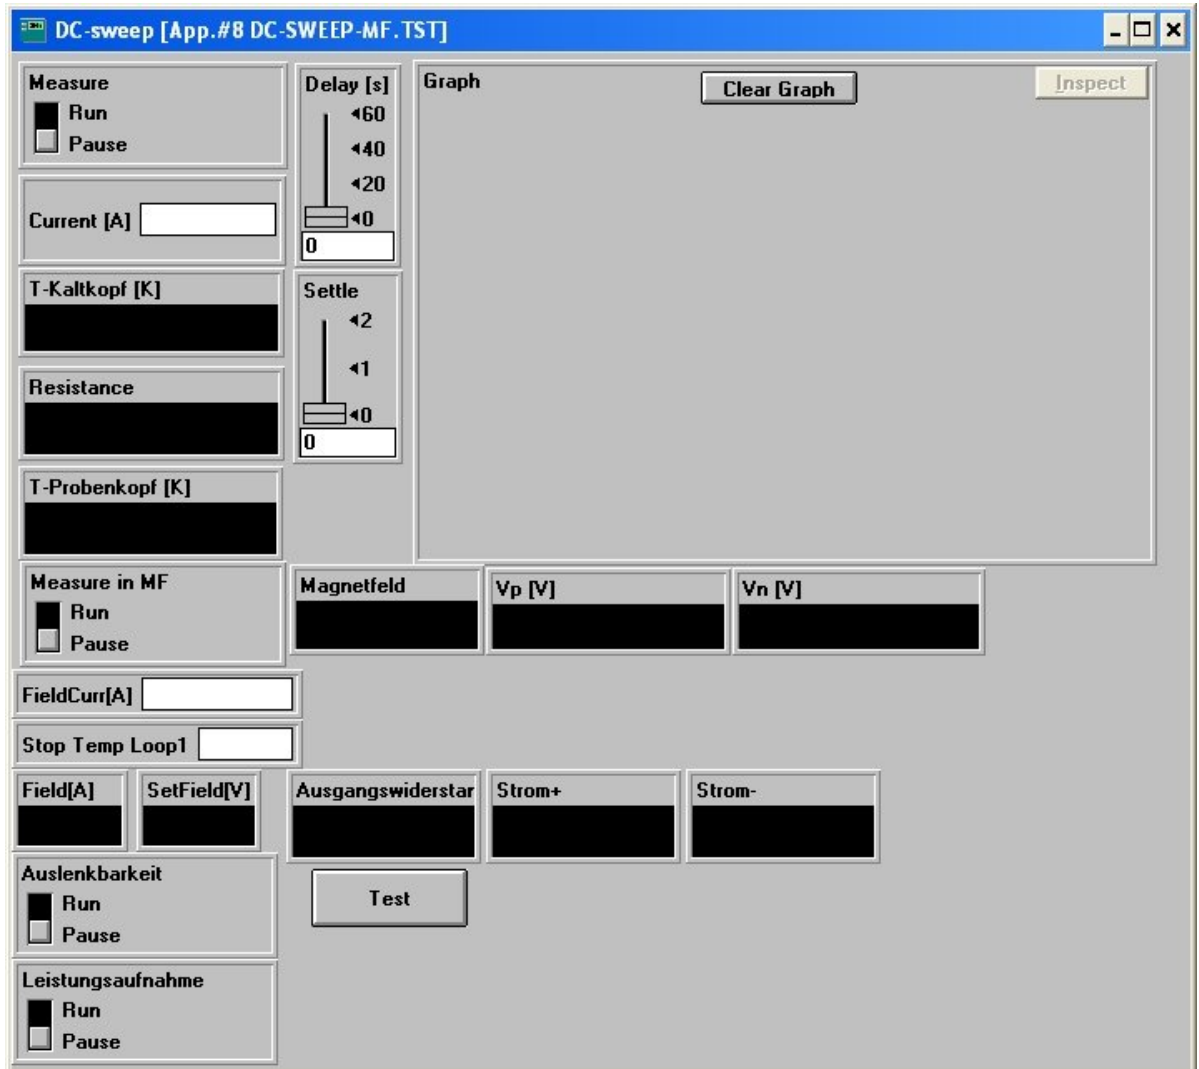 DC-sweep [App.#8 DC-SWEEP-MF.TST]
Measure
Run
Pause
Delay [s]
60
40
20
0
0
Graph
Clear Graph
Inspect
Current [A]
T-Kaltkopf [K]
Settle
2
1
0
0
Resistance
T-Probenkopf [K]
Measure in MF
Run
Pause
Magnetfeld
Vp [V]
Vn [V]
FieldCurr[A]
Stop Temp Loop1
Field[A]
SetField[V]
Ausgangswiderstar
Strom+
Strom-
Auslenkbarkeit
Run
Pause
Test
Leistungsaufnahme
Run
Pause